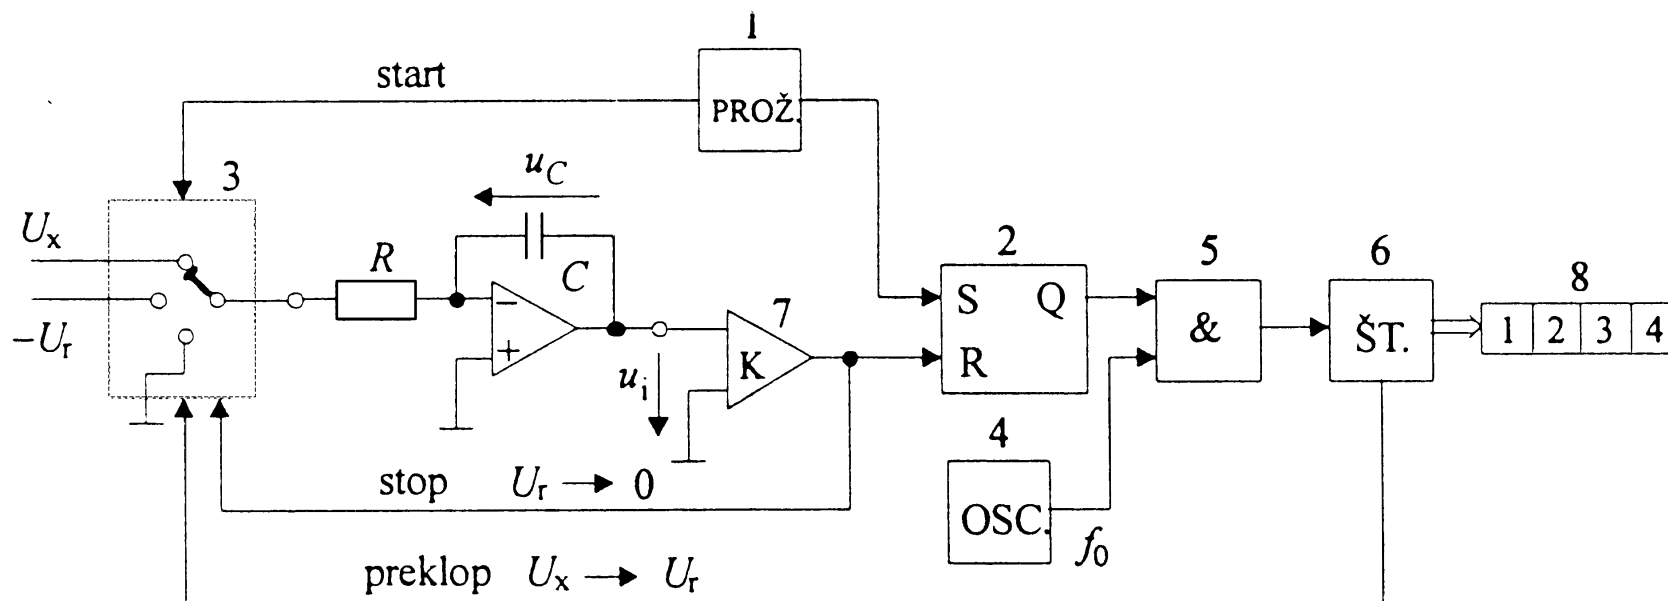 1
start
PROŽ.
3
u_C
U_x
R
C
2
5
6
8
S
Q
&
ŠT.
1 2 3 4
−
+
7
K
-U_r
u_i
R
4
stop U_r → 0
OSC.
f_0
preklop U_x → U_r